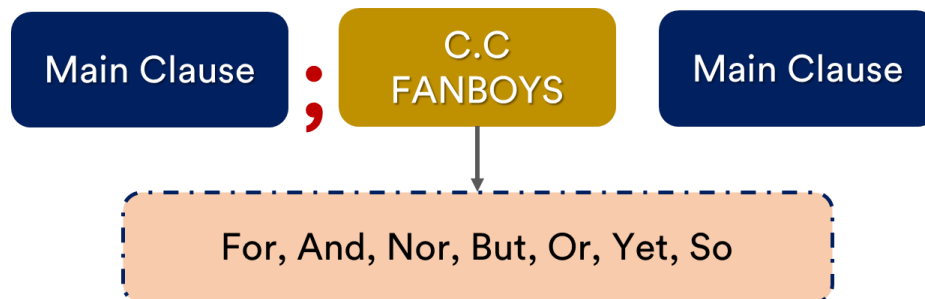 Main Clause ; C.C Main Clause
FANBOYS
For, And, Nor, But, Or, Yet, So